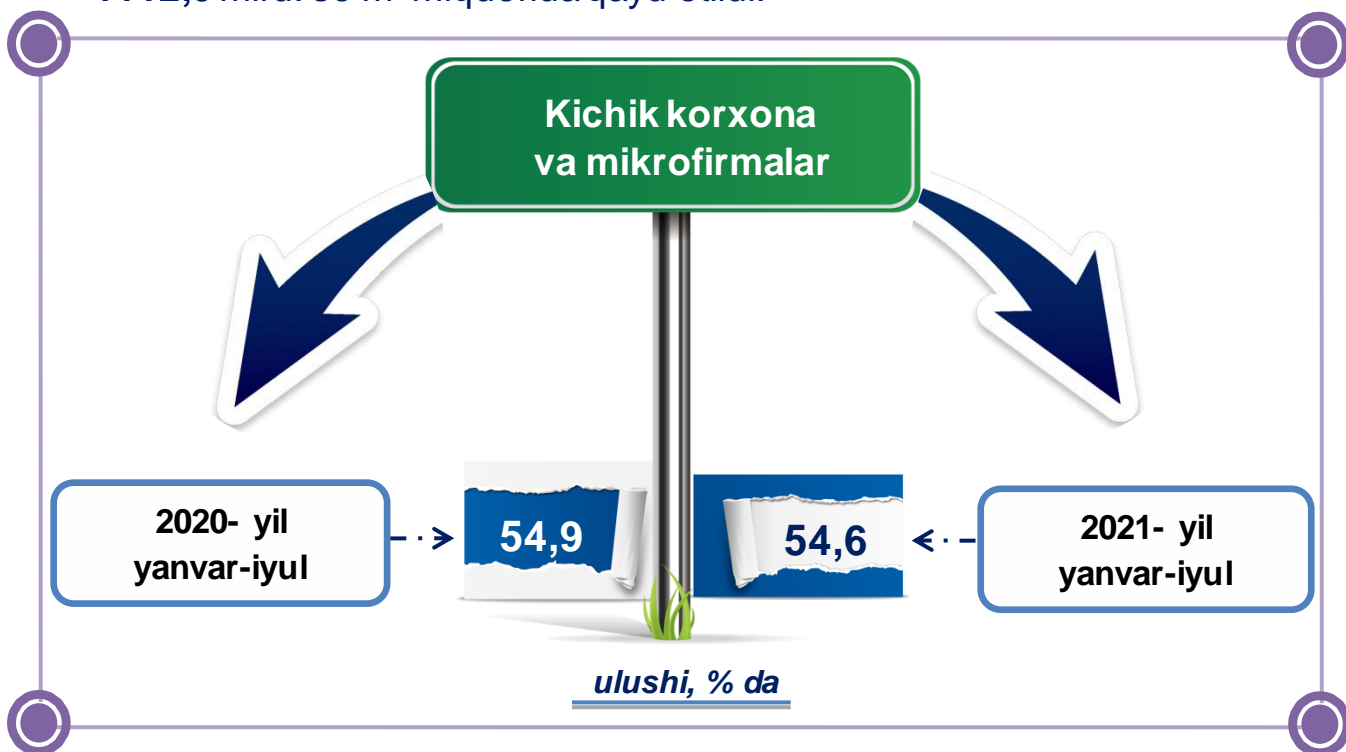 Kichik korxona
va mikrofirmalar
2020- yil
yanvar-iyul
54,9
54,6
2021- yil
yanvar-iyul
ulushi, % da